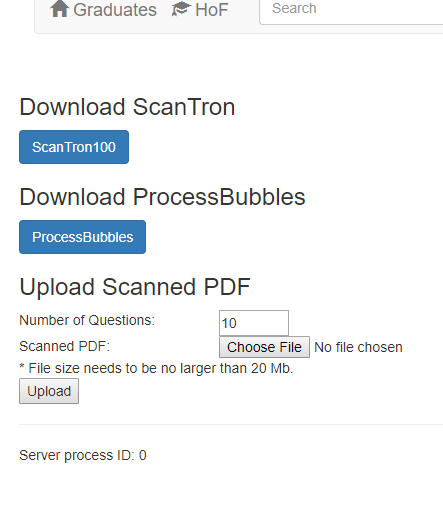 Graduates HoF Search
Download ScanTron
ScanTron100
Download ProcessBubbles
ProcessBubbles
Upload Scanned PDF
Number of Questions: 10
Scanned PDF: Choose File No file chosen
* File size needs to be no larger than 20 Mb.
Upload
Server process ID: 0